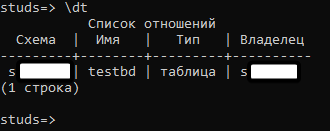 studs=> \dt
Список отношений
Схема | Имя | Тип | Владелец
---------+--------+---------+----------
s | testbd | таблица | s
(1 строка)
studs=>